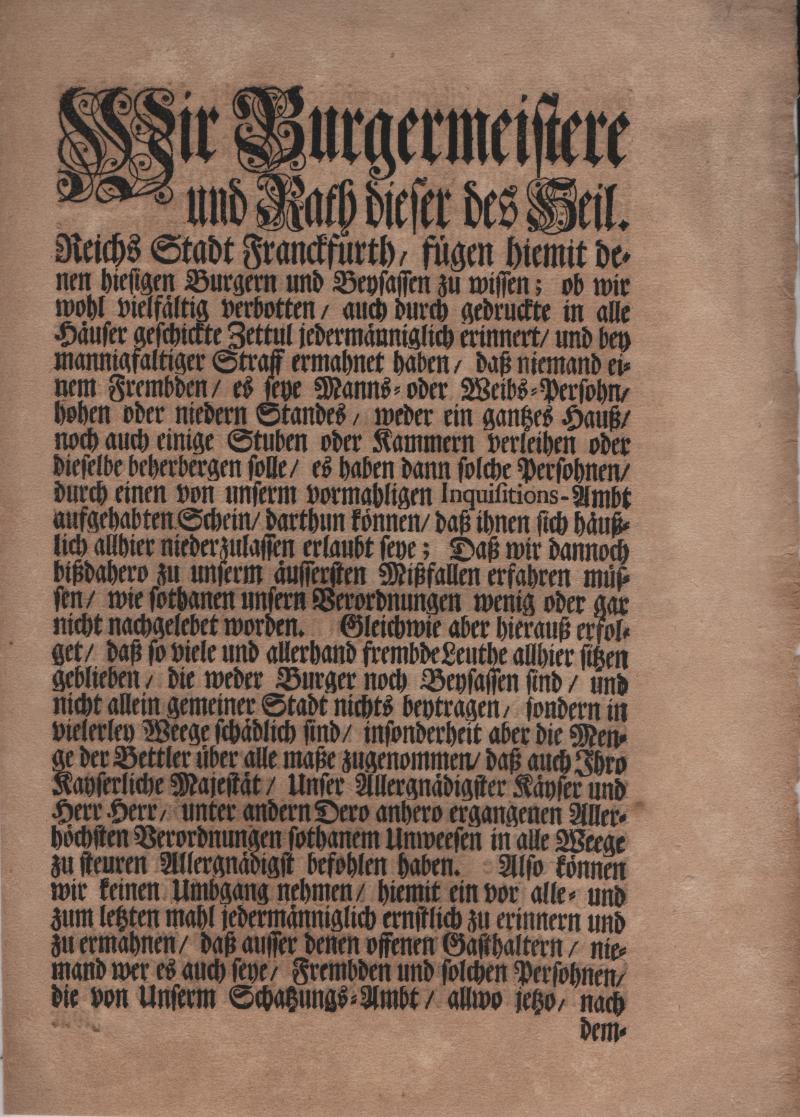 Wir Burgermeistere
und Rath dieser des Heil.
Reichs Stadt Franckfurth/ fügen hiemit de-
nen hiesigen Burgern und Beysassen zu wissen; ob wir
wohl vielfältig verbotten/ auch durch gedruckte in alle
Häuser geschickte Zettul jedermänniglich erinnert/ und bey
mannigfaltiger Straff ermahnet haben/ daß niemand ei-
nem Frembden/ es seye Manns- oder Weibs-Persohn/
hohen oder niedern Standes/ weder ein gantzes Hauß/
noch auch einige Stuben oder Kammern verleihen oder
dieselbe beherbergen solle/ es haben dann solche Persohnen/
durch einen von unserm vormahligen Inquisitions-Ambt
aufgehabten Schein/ darthun können/ daß ihnen sich häuß-
lich allhier niederzulassen erlaubt seye; Daß wir dannoch
bißdahero zu unserm äussersten Mißfallen erfahren müs-
sen/ wie sothanen unsern Verordnungen wenig oder gar
nicht nachgelebet worden. Gleichwie aber hierauß erfol-
get/ daß so viele und allerhand frembde Leuthe allhier sitzen
geblieben/ die weder Burger noch Beysassen sind/ und
nicht allein gemeiner Stadt nichts beytragen/ sondern in
vielerley Weege schädlich sind/ insonderheit aber die Men-
ge der Bettler über alle maße zugenommen/ daß auch Ihro
Kayserliche Majestät/ Unser Allergnädigster Käyser und
Herr Herr/ unter andern Dero anhero ergangenen Aller-
höchsten Verordnungen sothanem Unweesen in alle Weege
zu steuren Allergnädigst befohlen haben. Also können
wir keinen Umbgang nehmen/ hiemit ein vor alle- und
zum letzten mahl jedermänniglich ernstlich zu erinnern und
zu ermahnen/ daß ausser denen offenen Gasthaltern/ nie-
mand wer es auch seye/ Frembden und solchen Persohnen/
die von Unserm Schatzungs-Ambt/ allwo jetzo/ nach
dem-